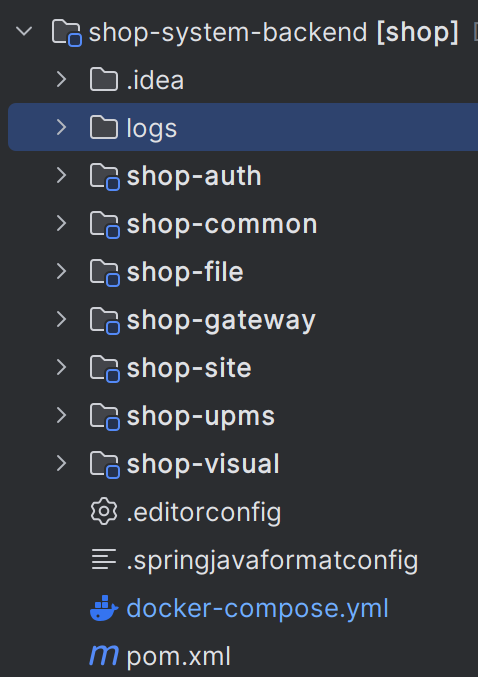 shop-system-backend [shop]
.idea
logs
shop-auth
shop-common
shop-file
shop-gateway
shop-site
shop-upms
shop-visual
.editorconfig
.springjavaformatconfig
docker-compose.yml
m pom.xml